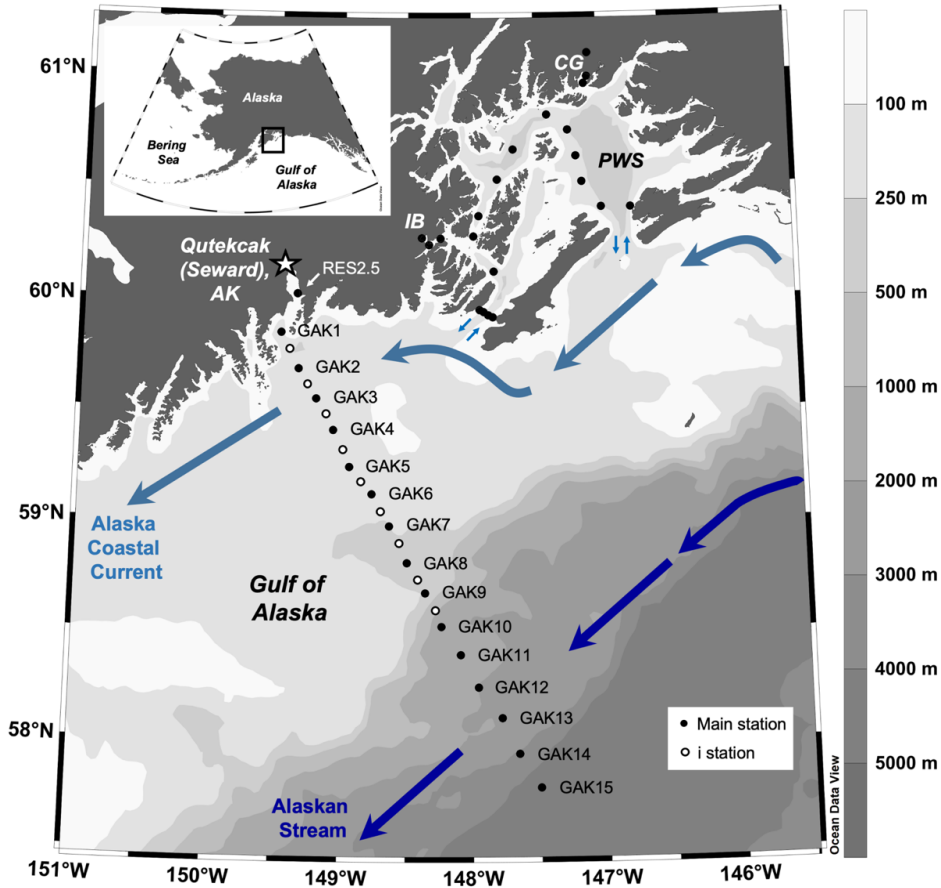 61°N
60°N
59°N
58°N
151°W
150°W
149°W
148°W
147°W
146°W
Alaska
Bering
Sea
Gulf of
Alaska
Ocean Data View
CG
PWS
IB
Qutekcak
(Seward),
AK
RES2.5
GAK1
GAK2
GAK3
GAK4
GAK5
GAK6
GAK7
GAK8
GAK9
GAK10
GAK11
GAK12
GAK13
GAK14
GAK15
Alaska
Coastal
Current
Gulf of
Alaska
Alaskan
Stream
Main station
i station
Ocean Data View
100 m
250 m
500 m
1000 m
2000 m
3000 m
4000 m
5000 m